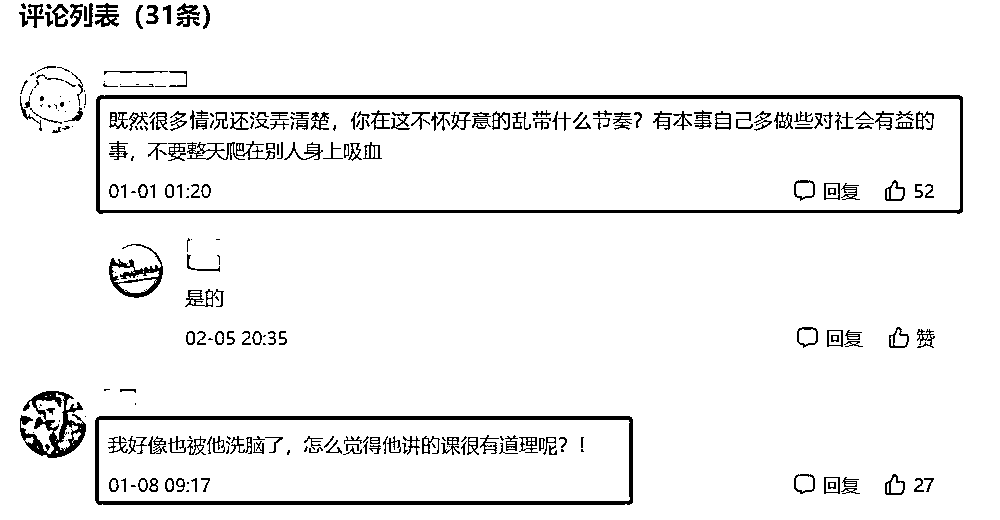 评论列表（31条）
既然很多情况还没弄清楚，你在这不怀好意的乱带什么节奏？有本事自己多做些对社会有益的
事，不要整天爬在别人身上吸血
01-01 01:20 回复 52
是的
02-05 20:35 回复 赞
我好像也被他洗脑了，怎么觉得他讲的课很有道理呢？！
01-08 09:17 回复 27